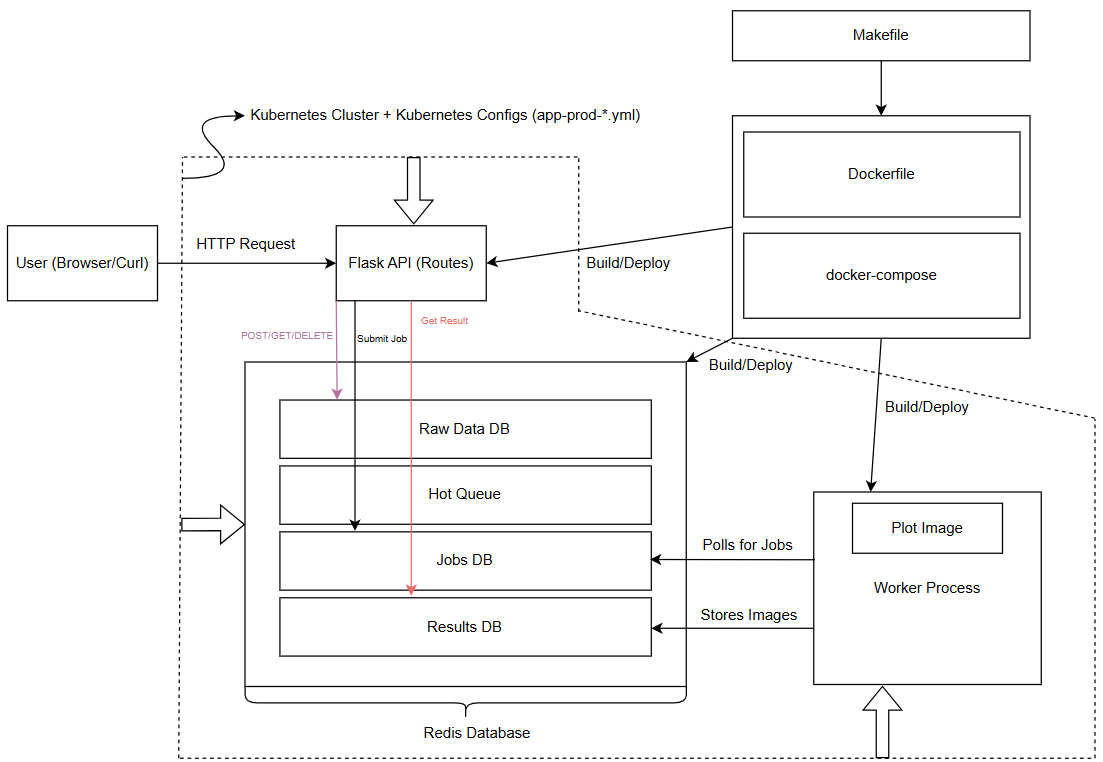 Makefile
Kubernetes Cluster + Kubernetes Configs (app-prod-*.yml)
Dockerfile
docker-compose
User (Browser/Curl)
HTTP Request
Flask API (Routes)
Build/Deploy
POST/GET/DELETE
Submit Job
Get Result
Build/Deploy
Build/Deploy
Raw Data DB
Hot Queue
Jobs DB
Results DB
Polls for Jobs
Stores Images
Plot Image
Worker Process
Redis Database